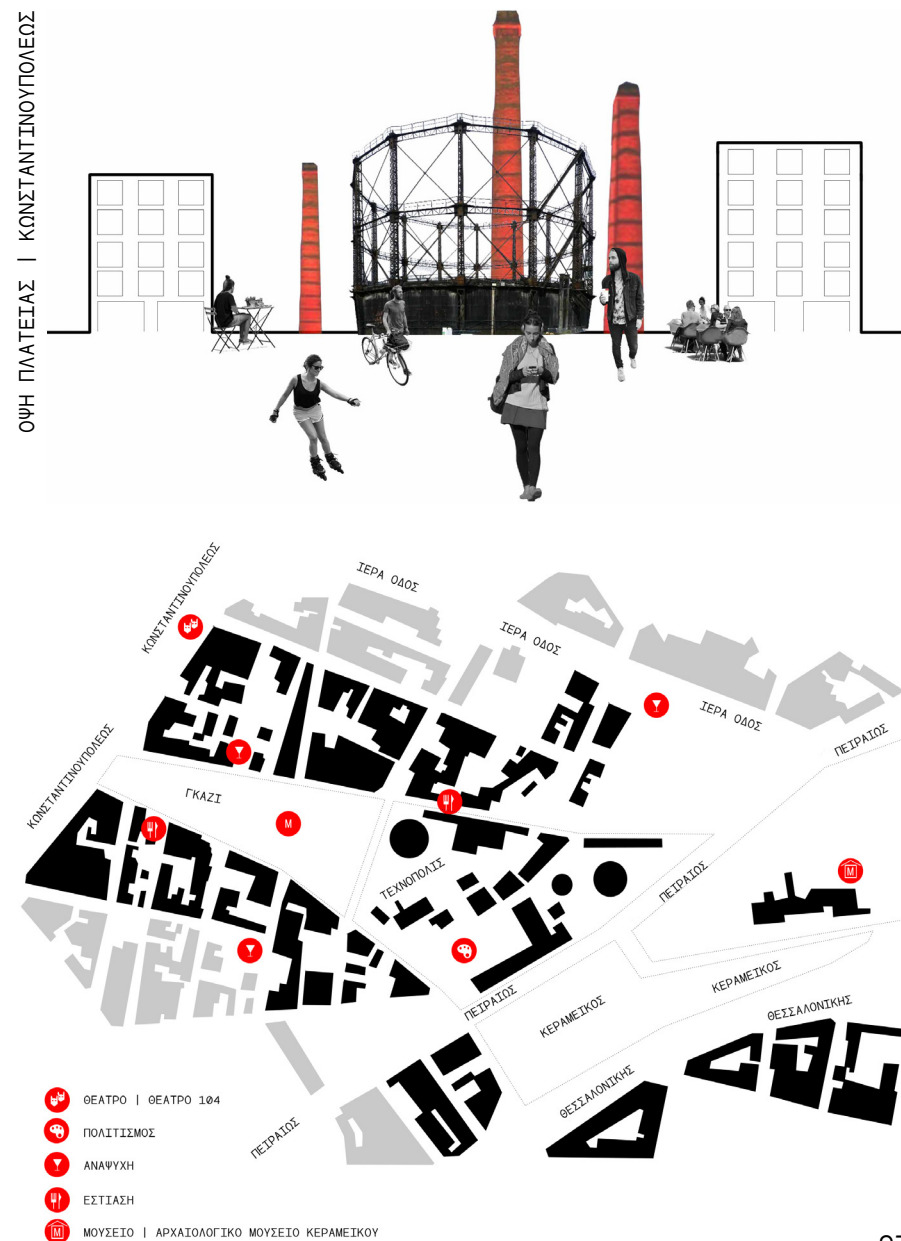 ΟΨΗ ΠΛΑΤΕΙΑΣ | ΚΩΝΣΤΑΝΤΙΝΟΥΠΟΛΕΩΣ
ΚΩΝΣΤΑΝΤΙΝΟΥΠΟΛΕΩΣ
ΙΕΡΑ ΟΔΟΣ
ΙΕΡΑ ΟΔΟΣ
ΙΕΡΑ ΟΔΟΣ
ΠΕΙΡΑΙΩΣ
ΚΩΝΣΤΑΝΤΙΝΟΥΠΟΛΕΩΣ
ΓΚΑΖΙ
M
ΤΕΧΝΟΠΟΛΙΣ
ΠΕΙΡΑΙΩΣ
M
ΠΕΙΡΑΙΩΣ
ΚΕΡΑΜΕΙΚΟΣ
ΚΕΡΑΜΕΙΚΟΣ
ΘΕΣΣΑΛΟΝΙΚΗΣ
ΘΕΣΣΑΛΟΝΙΚΗΣ
ΠΕΙΡΑΙΩΣ
ΘΕΑΤΡΟ | ΘΕΑΤΡΟ 104
ΠΟΛΙΤΙΣΜΟΣ
ΑΝΑΨΥΧΗ
ΕΣΤΙΑΣΗ
M ΜΟΥΣΕΙΟ | ΑΡΧΑΙΟΛΟΓΙΚΟ ΜΟΥΣΕΙΟ ΚΕΡΑΜΕΙΚΟΥ